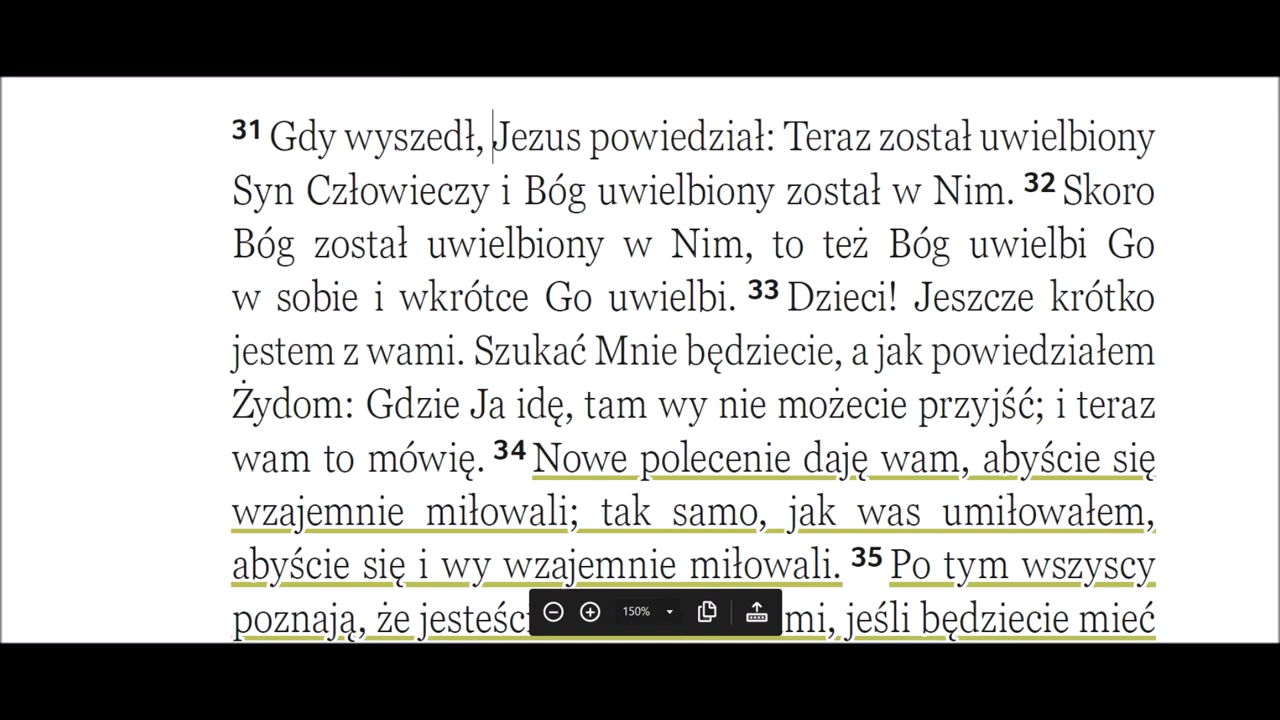 31 Gdy wyszedł, Jezus powiedział: Teraz został uwielbiony
Syn Człowieczy i Bóg uwielbiony został w Nim. 32 Skoro
Bóg został uwielbiony w Nim, to też Bóg uwielbi Go
w sobie i wkrótce Go uwielbi. 33 Dzieci! Jeszcze krótko
jestem z wami. Szukać Mnie będziecie, a jak powiedziałem
Żydom: Gdzie Ja idę, tam wy nie możecie przyjść; i teraz
wam to mówię. 34 Nowe polecenie daję wam, abyście się
wzajemnie miłowali; tak samo, jak was umiłowałem,
abyście się i wy wzajemnie miłowali. 35 Po tym wszyscy
poznają, że jeśli będziecie mieć
150%